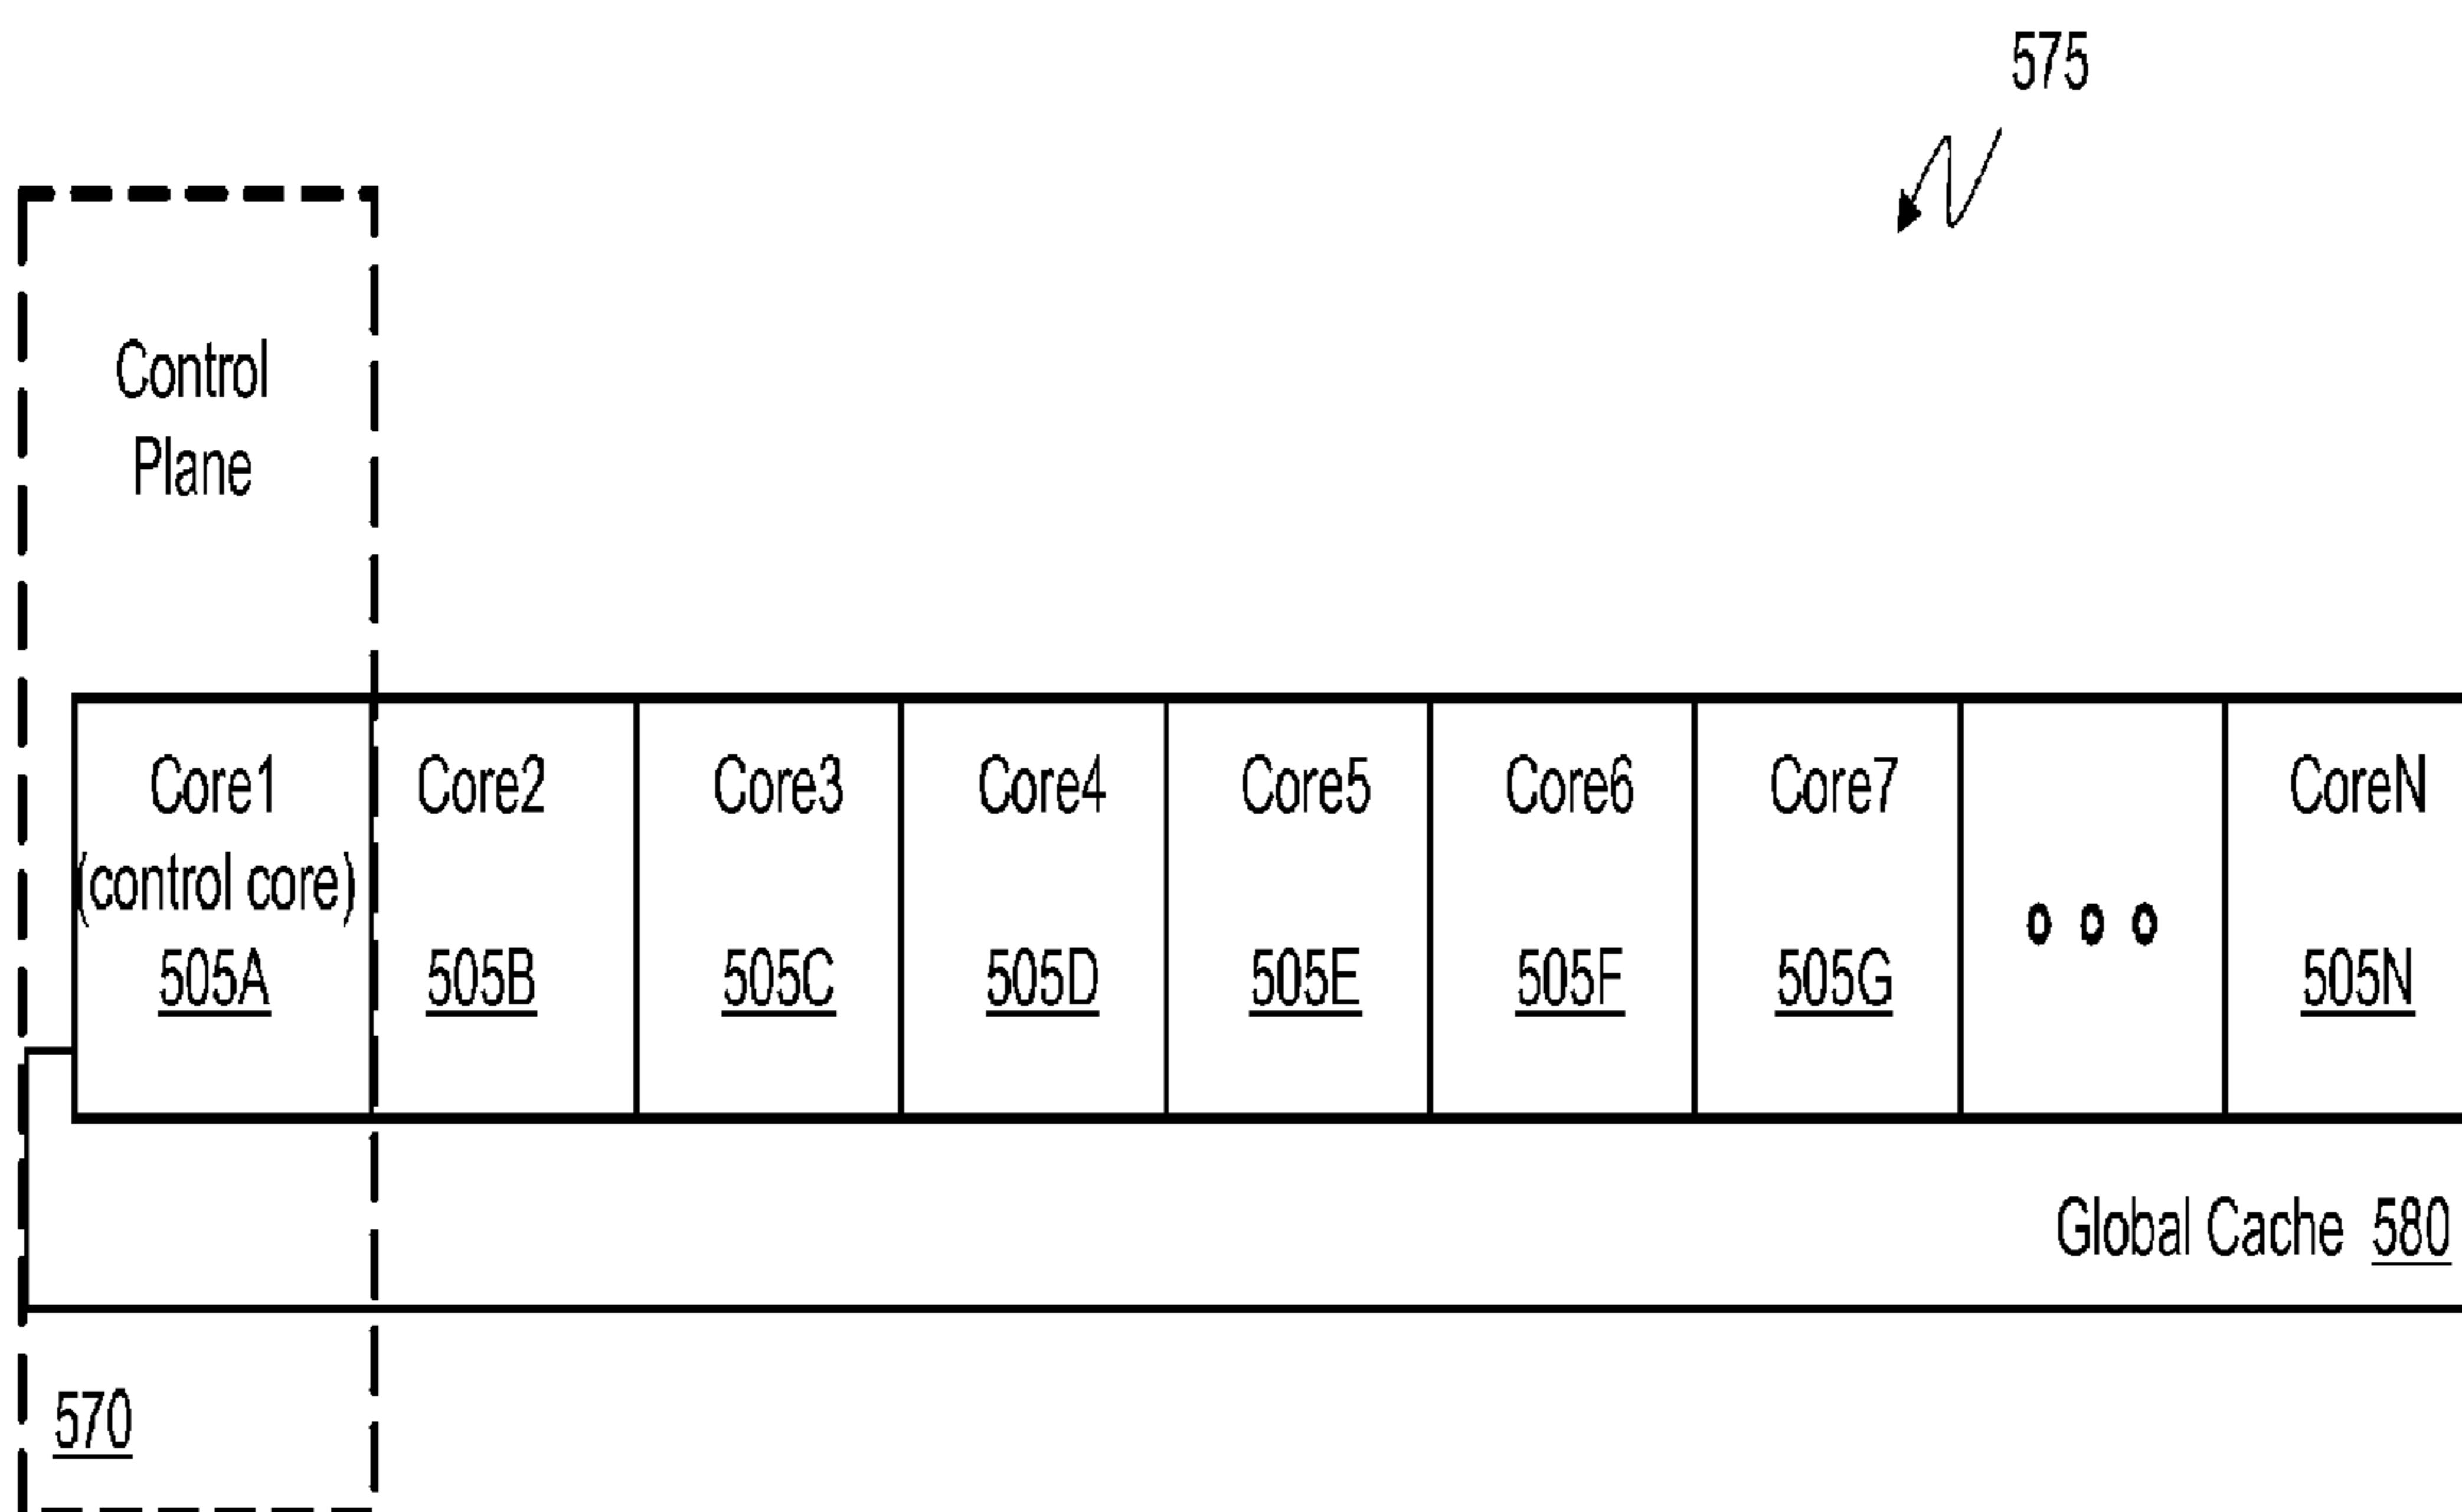 575
Control
Plane
Core1
(control core)
505A
Core2
505B
Core3
505C
Core4
505D
Core5
505E
Core6
505F
Core7
505G
CoreN
505N
Global Cache 580
570